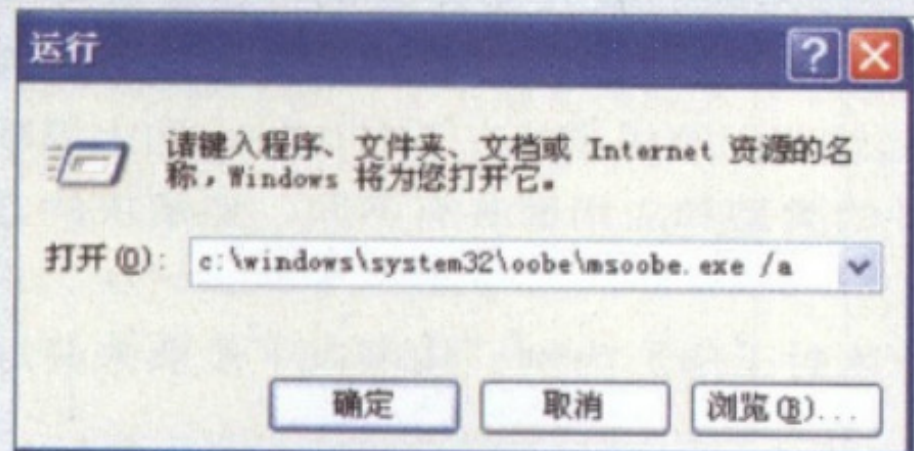 运行
请键入程序、文件夹、文档或 Internet 资源的名
称，Windows 将为您打开它。
打开(O): c:\windows\system32\oobe\msoobe.exe /a
确定 取消 浏览(B)...